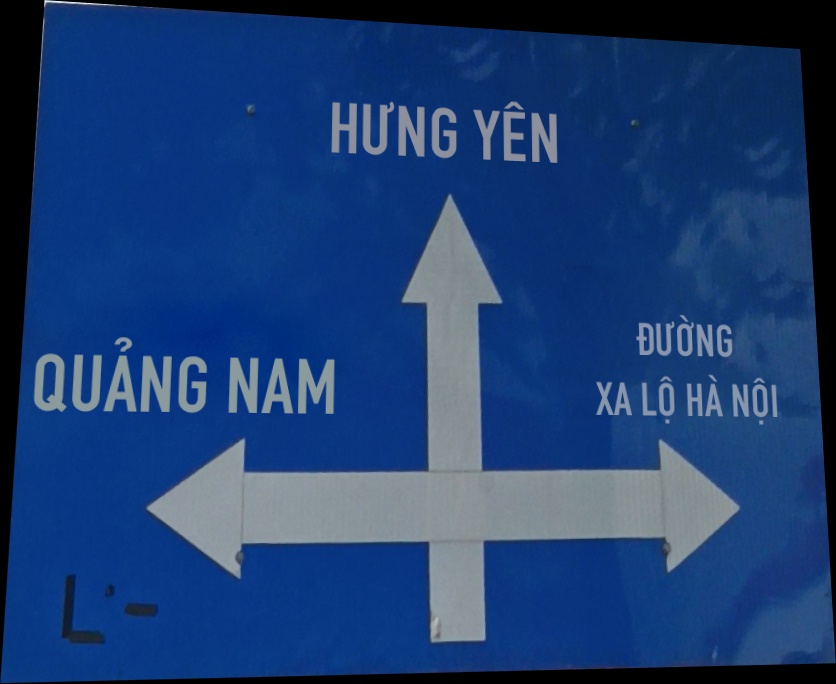 HƯNG YÊN
QUẢNG NAM
ĐƯỜNG
XA LỘ HÀ NỘI